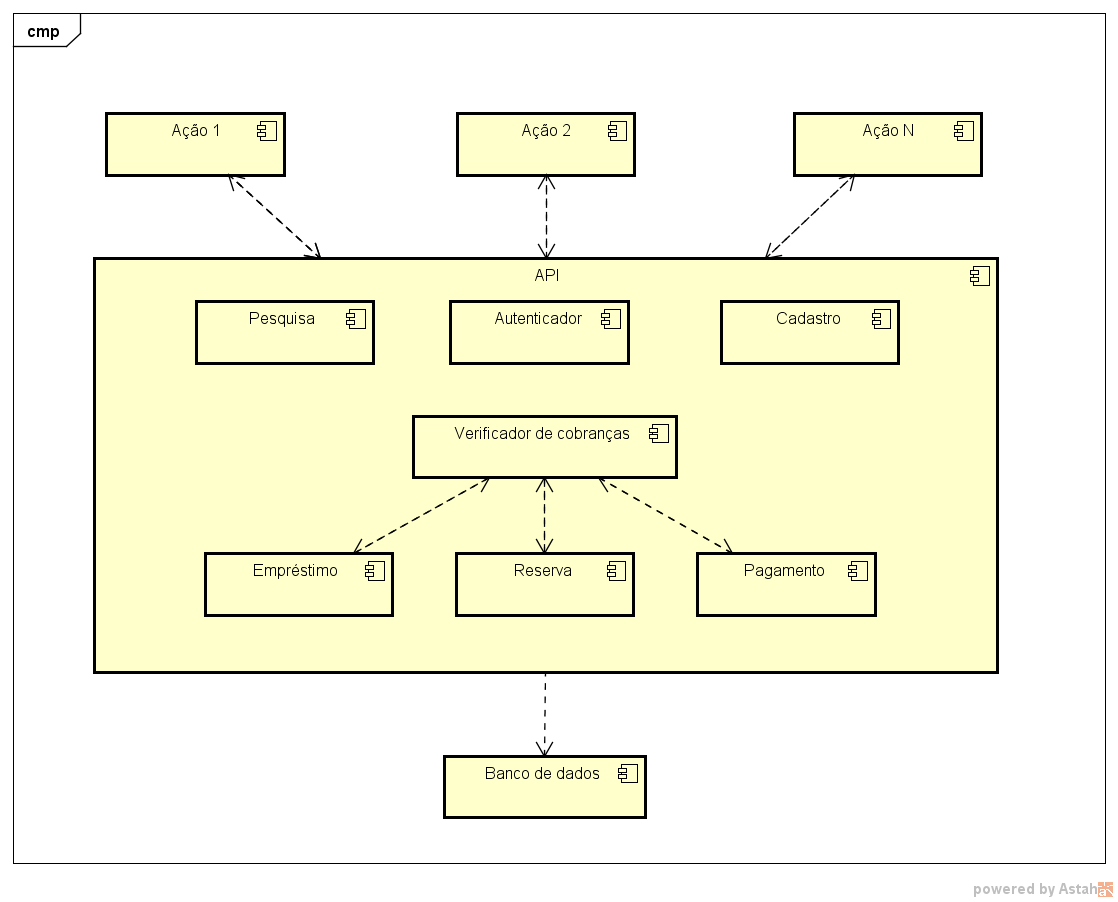 cmp
Ação 1
Ação 2
Ação N
API
Pesquisa
Autenticador
Cadastro
Verificador de cobranças
Empréstimo
Reserva
Pagamento
Banco de dados
powered by Astah